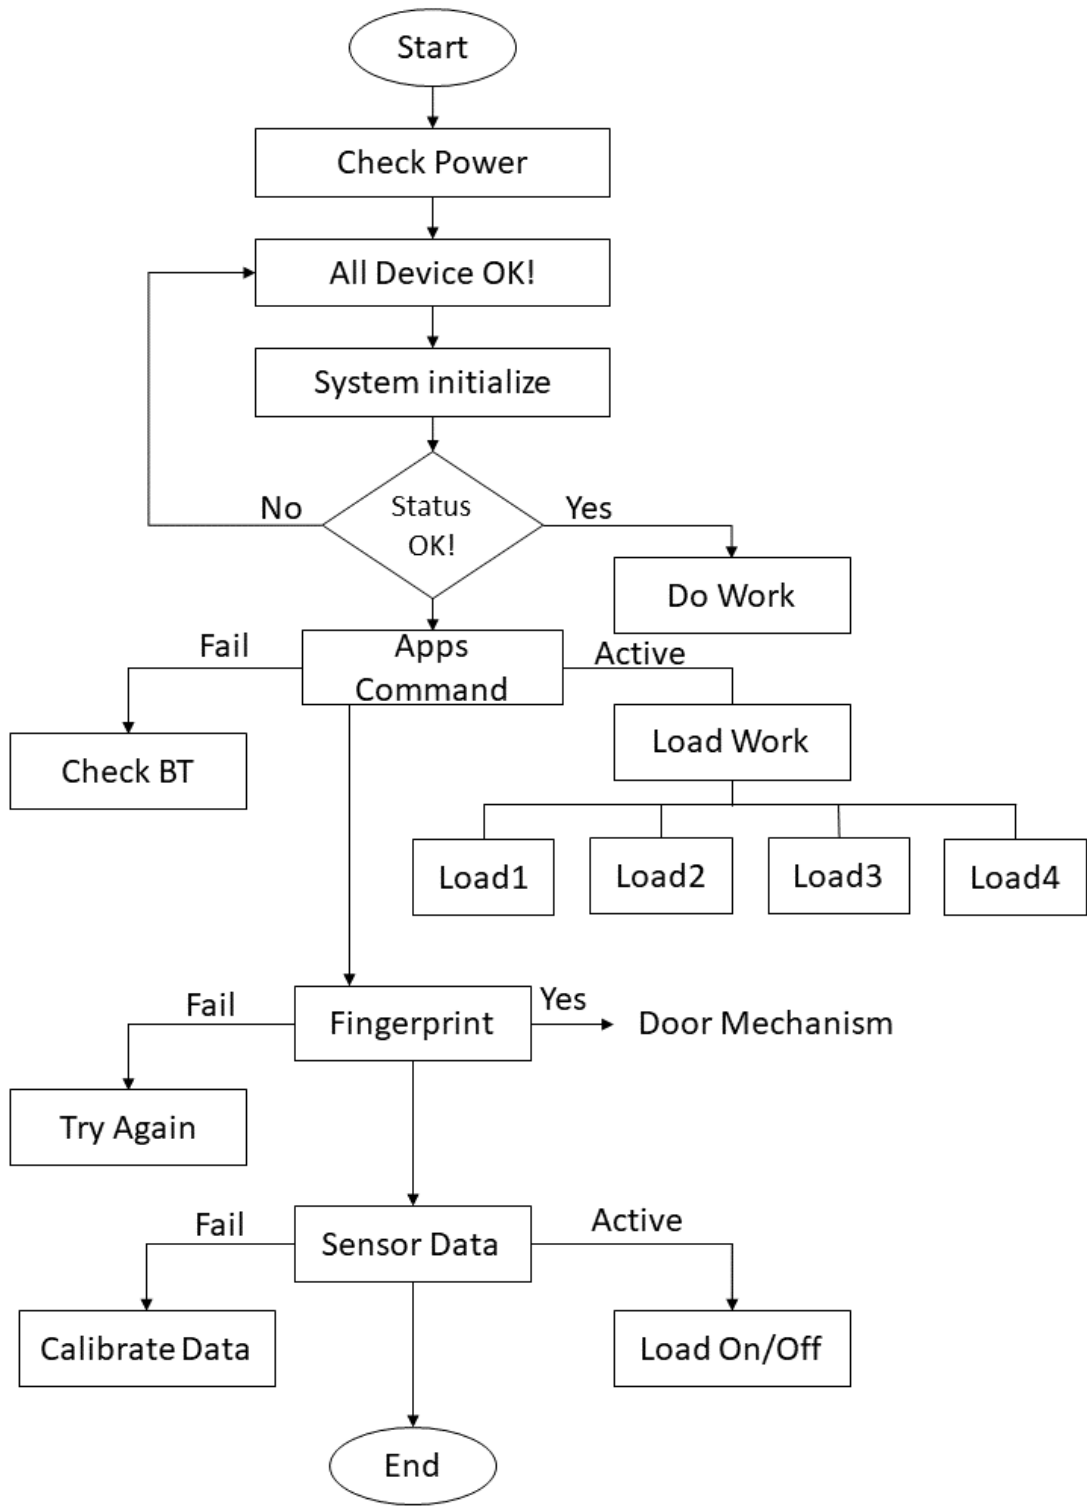 Start
Check Power
All Device OK!
System initialize
No
Status
OK!
Yes
Do Work
Fail
Apps
Command
Active
Check BT
Load Work
Load1
Load2
Load3
Load4
Fail
Fingerprint
Yes
Door Mechanism
Try Again
Fail
Sensor Data
Active
Calibrate Data
Load On/Off
End